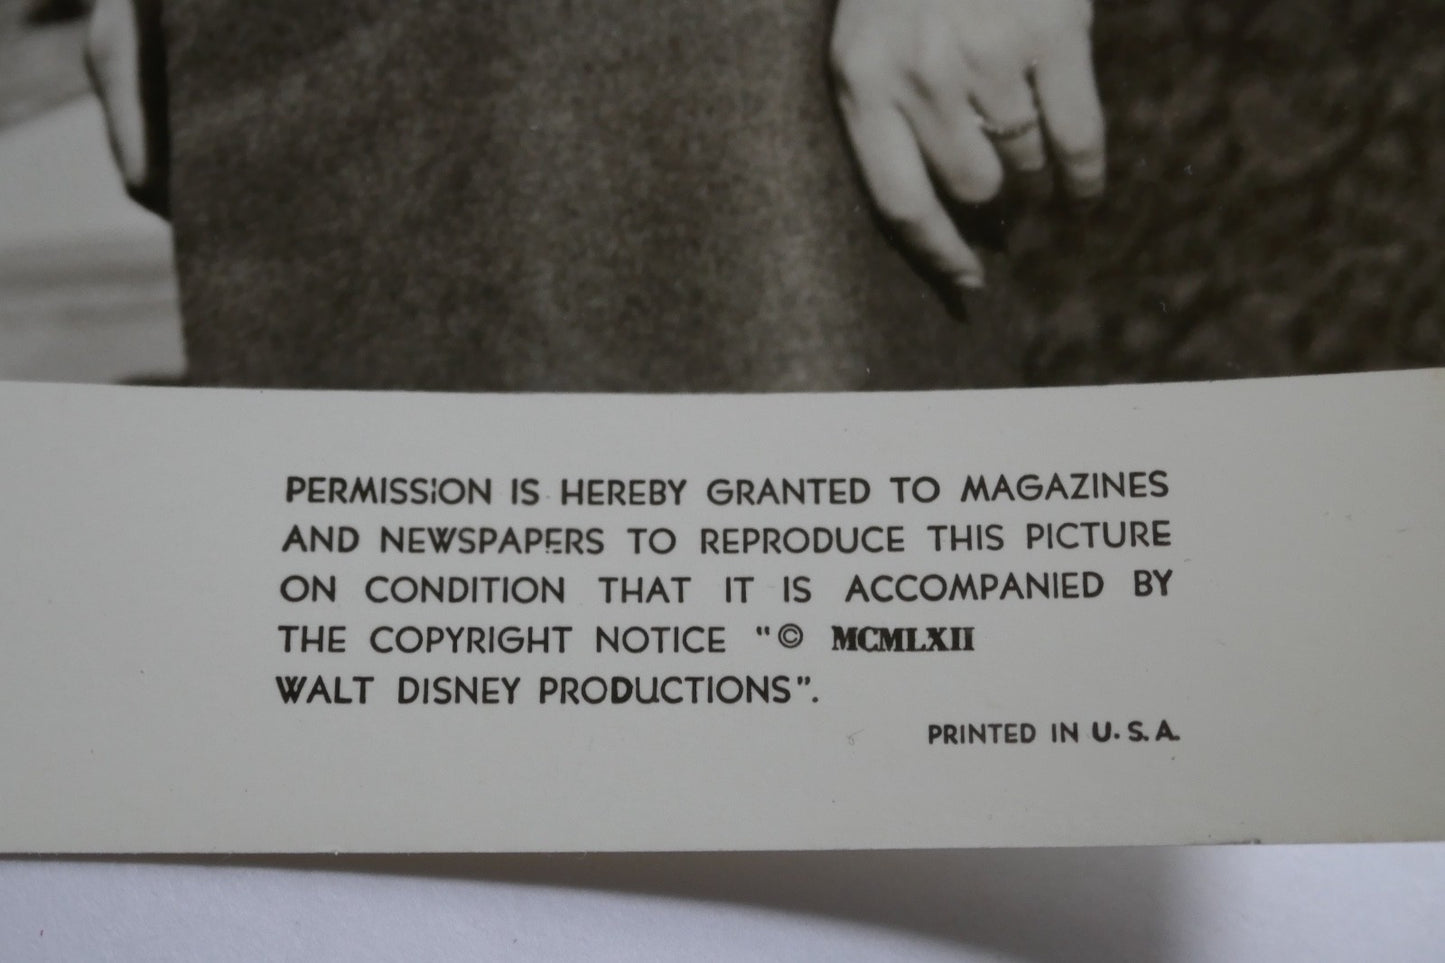 PERMISSION IS HEREBY GRANTED TO MAGAZINES
AND NEWSPAPERS TO REPRODUCE THIS PICTURE
ON CONDITION THAT IT IS ACCOMPANIED BY
THE COPYRIGHT NOTICE "© MCMLXII
WALT DISNEY PRODUCTIONS".
PRINTED IN U.S.A.